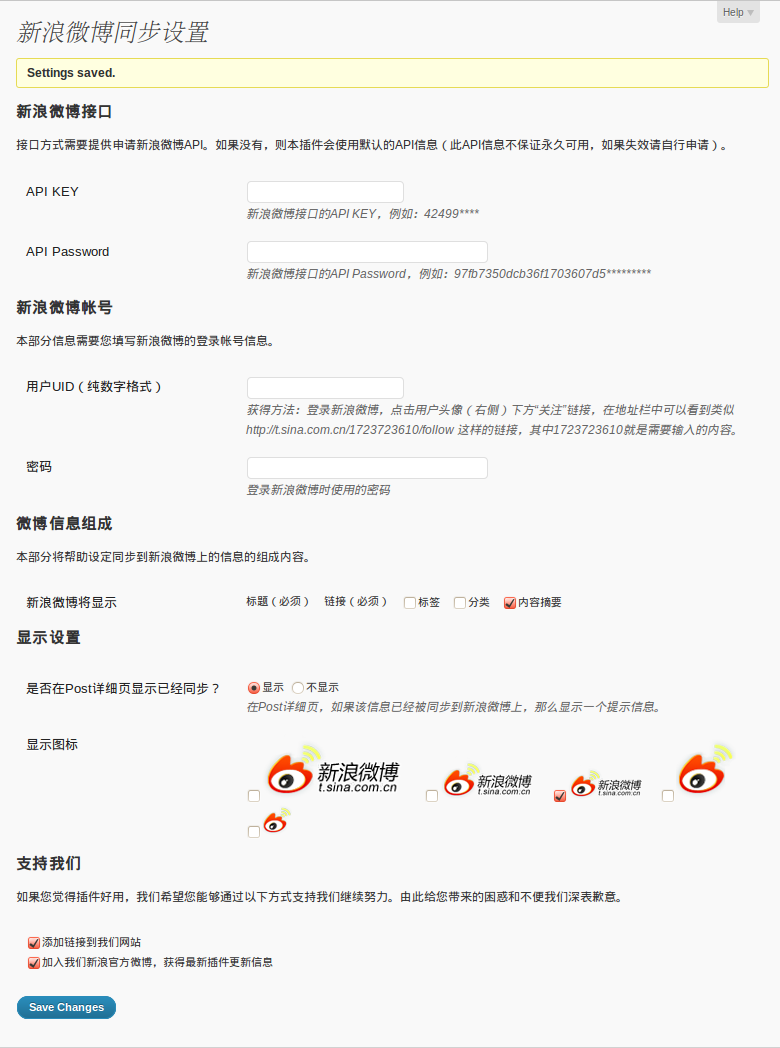 Help
新浪微博同步设置
Settings saved.
新浪微博接口
接口方式需要提供申请新浪微博API。如果没有，则本插件会使用默认的API信息（此API信息不保证永久可用，如果失效请自行申请）。
API KEY
新浪微博接口的API KEY，例如：42499****
API Password
新浪微博接口的API Password，例如：97fb7350dcb36f1703607d5*********
新浪微博帐号
本部分信息需要您填写新浪微博的登录帐号信息。
用户UID（纯数字格式）
获得方法：登录新浪微博，点击用户头像（右侧）下方“关注”链接，在地址栏中可以看到类似
http://t.sina.com.cn/1723723610/follow 这样的链接，其中1723723610就是需要输入的内容。
密码
登录新浪微博时使用的密码
微博信息组成
本部分将帮助设定同步到新浪微博上的信息的组成内容。
新浪微博将显示 标题（必须） 链接（必须） 标签 分类 内容摘要
显示设置
是否在Post详细页显示已经同步？ 显示 不显示
在Post详细页，如果该信息已经被同步到新浪微博上，那么显示一个提示信息。
显示图标
新浪微博 新浪微博 新浪微博
t.sina.com.cn t.sina.com.cn t.sina.com.cn
支持我们
如果您觉得插件好用，我们希望您能够通过以下方式支持我们继续努力。由此给您带来的困惑和不便我们深表歉意。
添加链接到我们网站
加入我们新浪官方微博，获得最新插件更新信息
Save Changes